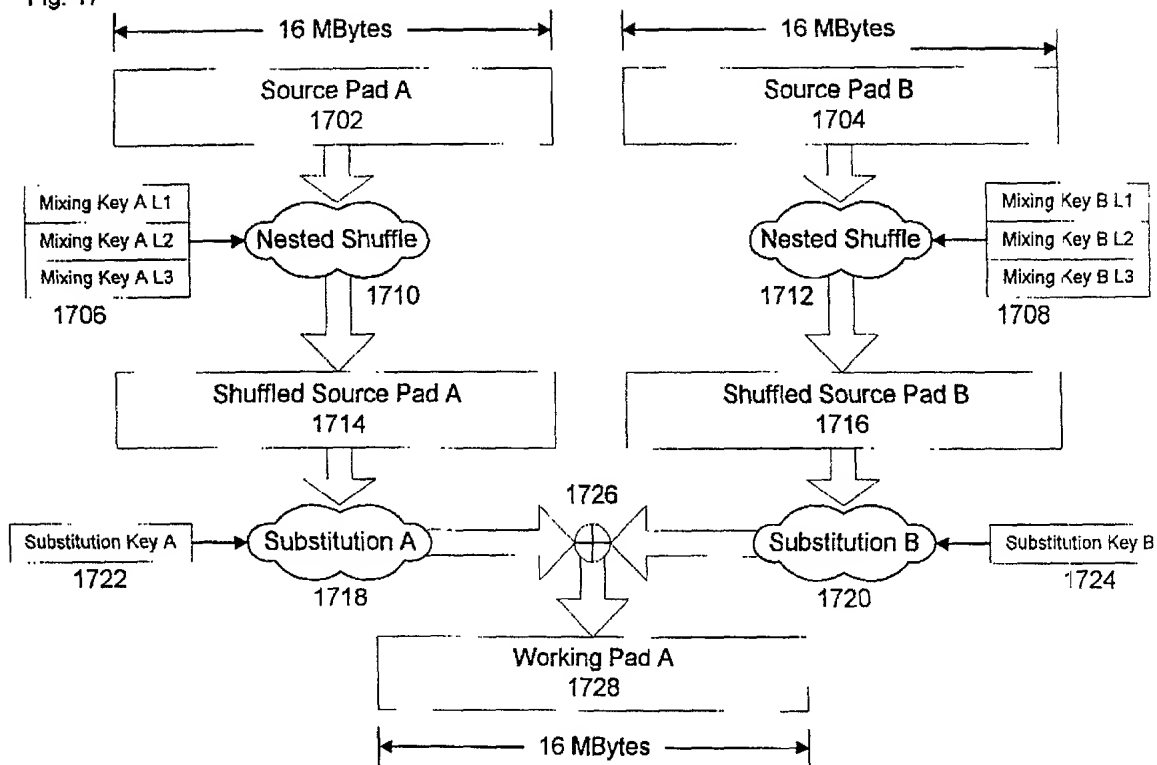 Fig. 17
16 MBytes
16 MBytes
Source Pad A
1702
Source Pad B
1704
Mixing Key A L1
Mixing Key A L2
Mixing Key A L3
1706
Nested Shuffle
1710
Nested Shuffle
1712
Mixing Key B L1
Mixing Key B L2
Mixing Key B L3
1708
Shuffled Source Pad A
1714
Shuffled Source Pad B
1716
1726
Substitution Key A
1722
Substitution A
1718
Substitution B
1720
Substitution Key B
1724
Working Pad A
1728
16 MBytes